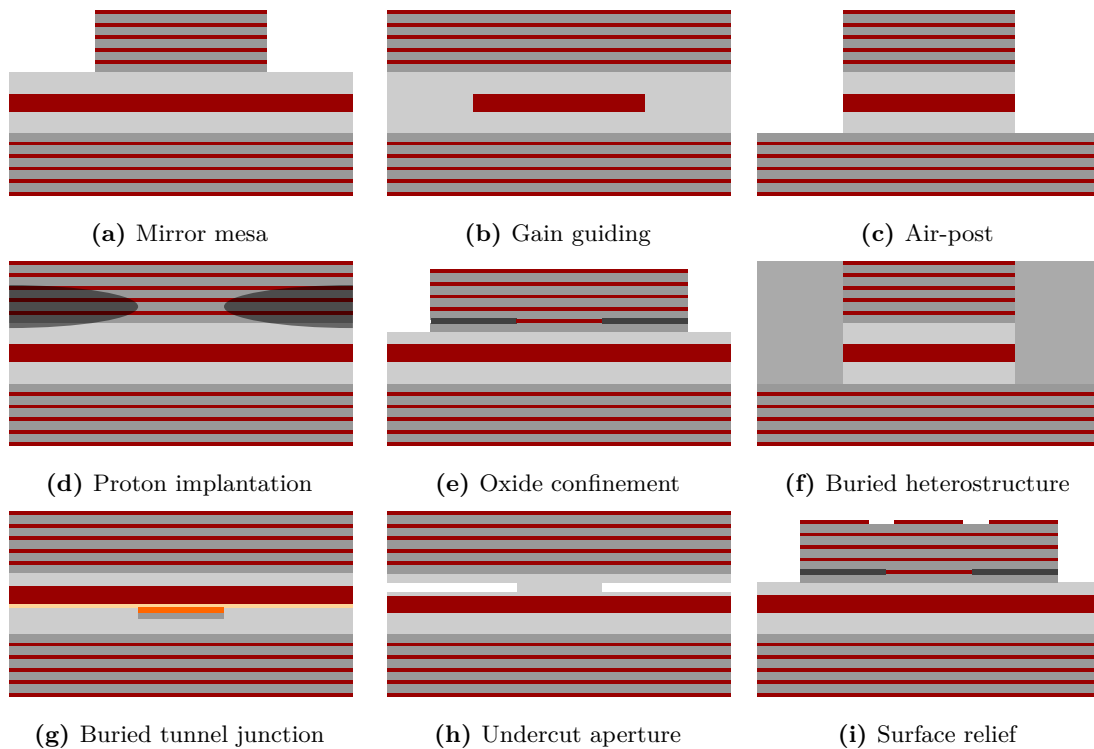 (a) Mirror mesa
(b) Gain guiding
(c) Air-post
(d) Proton implantation
(e) Oxide confinement
(f) Buried heterostructure
(g) Buried tunnel junction
(h) Undercut aperture
(i) Surface relief